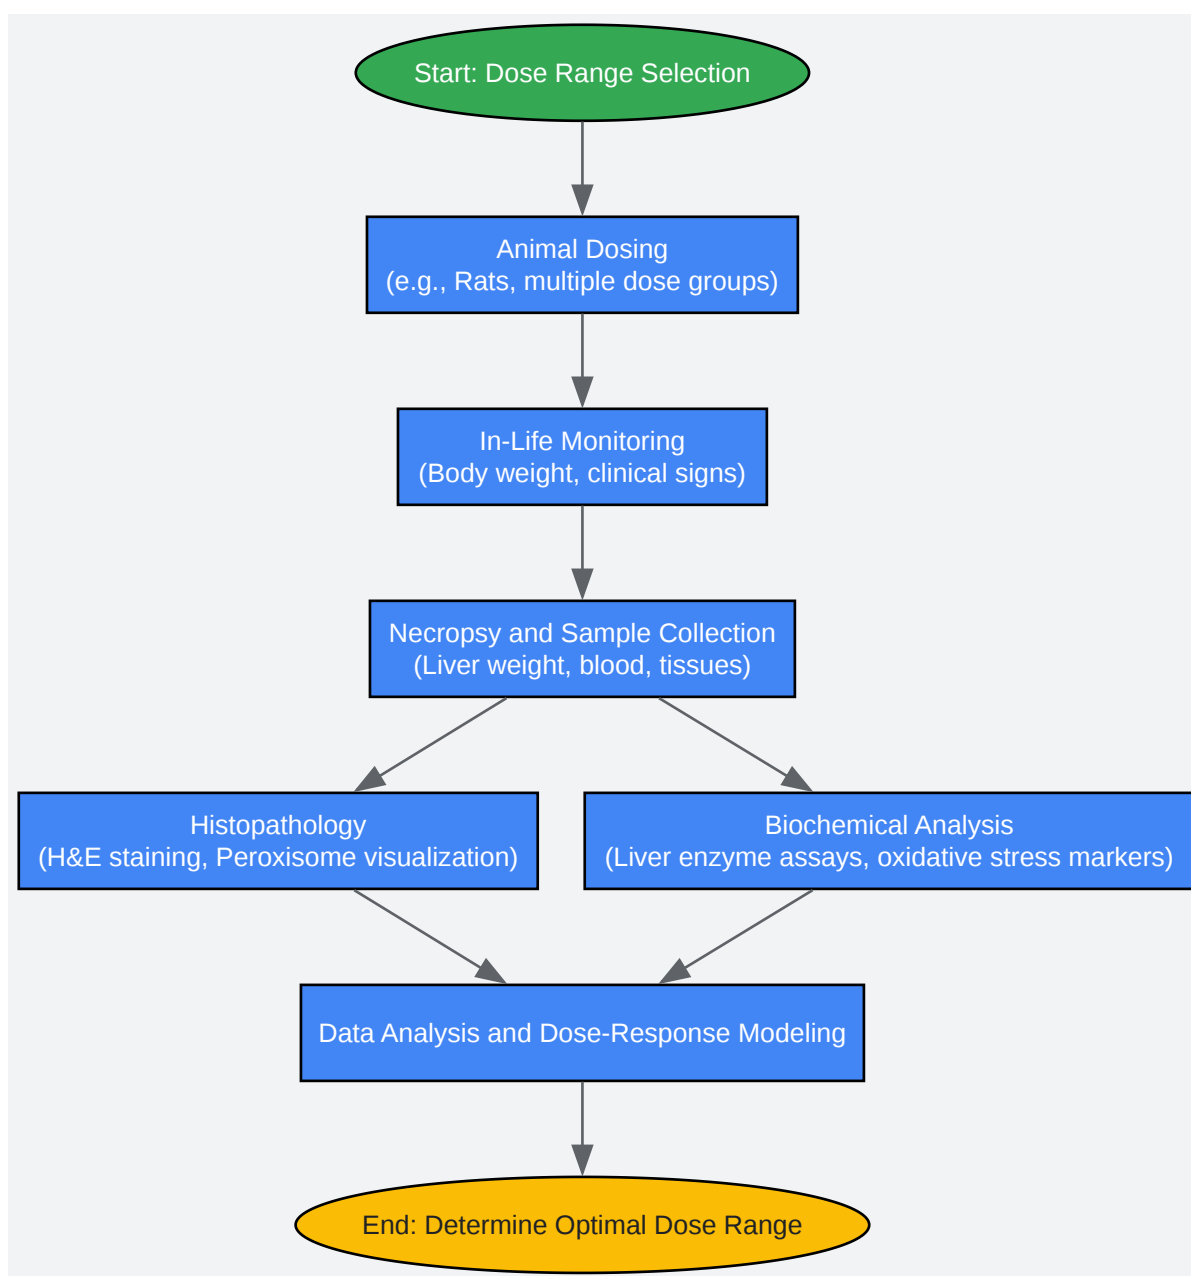 Start: Dose Range Selection
Animal Dosing
(e.g., Rats, multiple dose groups)
In-Life Monitoring
(Body weight, clinical signs)
Necropsy and Sample Collection
(Liver weight, blood, tissues)
Histopathology
(H&E staining, Peroxisome visualization)
Biochemical Analysis
(Liver enzyme assays, oxidative stress markers)
Data Analysis and Dose-Response Modeling
End: Determine Optimal Dose Range